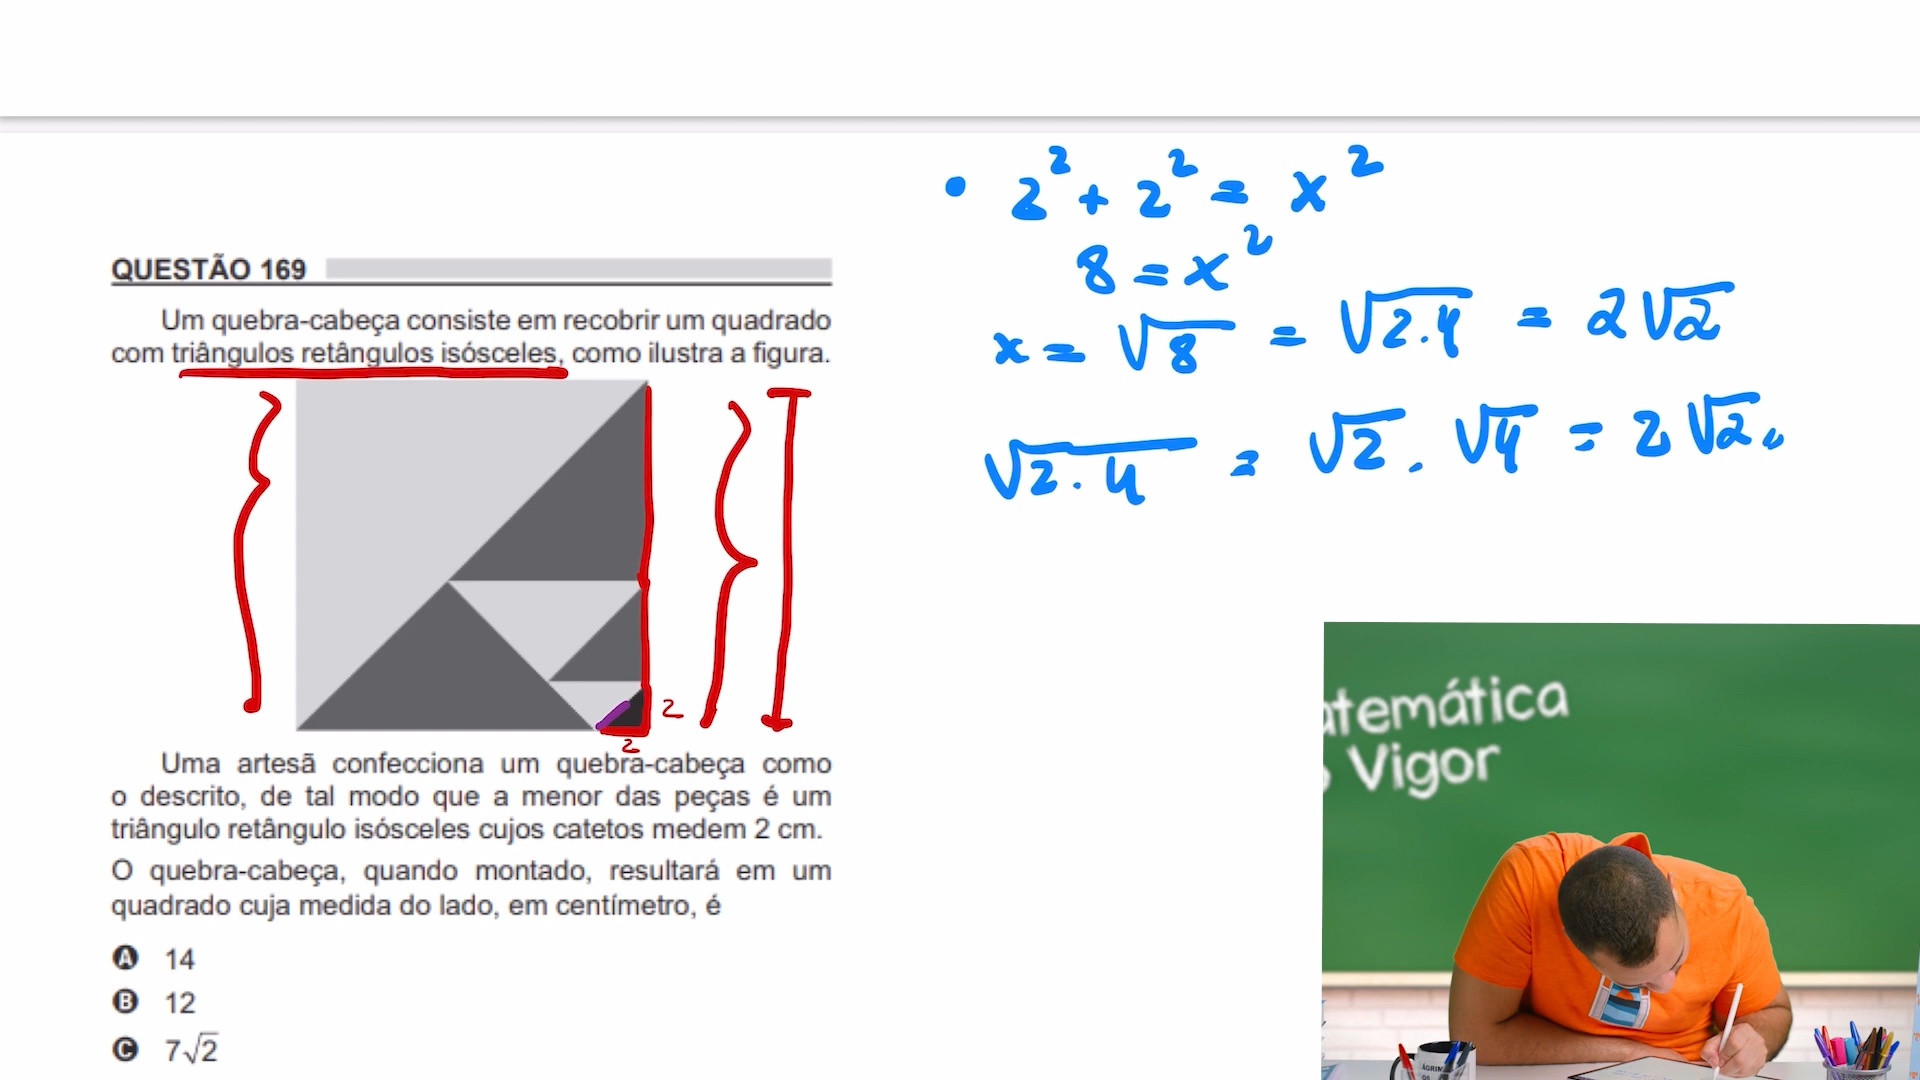 QUESTÃO 169
Um quebra-cabeça consiste em recobrir um quadrado
com triângulos retângulos isósceles, como ilustra a figura.
2
2
Uma artesã confecciona um quebra-cabeça como
o descrito, de tal modo que a menor das peças é um
triângulo retângulo isósceles cujos catetos medem 2 cm.
O quebra-cabeça, quando montado, resultará em um
quadrado cuja medida do lado, em centímetro, é
A 14
B 12
C 7√2
• 2² + 2² = x²
8 = x²
x = √8 = √2.4 = 2√2
√2.4 = √2 . √4 = 2√2
atemática
Vigor